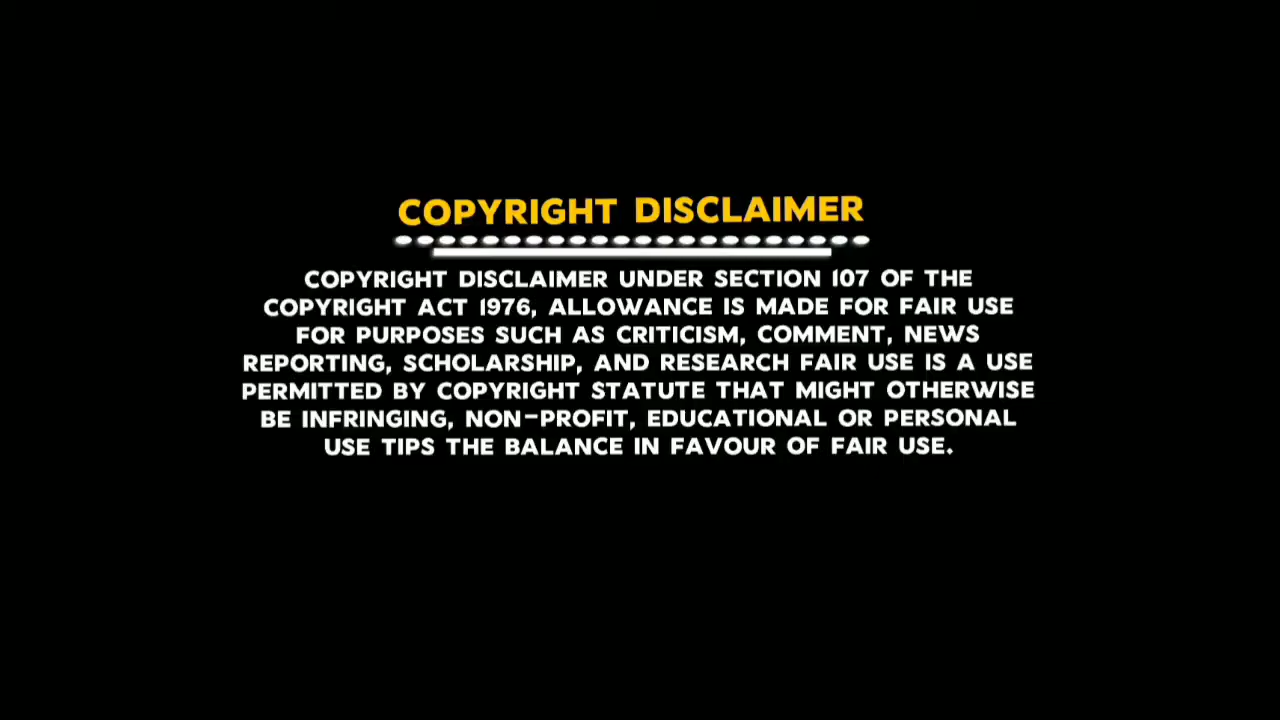 COPYRIGHT DISCLAIMER
COPYRIGHT DISCLAIMER UNDER SECTION 107 OF THE
COPYRIGHT ACT 1976, ALLOWANCE IS MADE FOR FAIR USE
FOR PURPOSES SUCH AS CRITICISM, COMMENT, NEWS
REPORTING, SCHOLARSHIP, AND RESEARCH FAIR USE IS A USE
PERMITTED BY COPYRIGHT STATUTE THAT MIGHT OTHERWISE
BE INFRINGING, NON-PROFIT, EDUCATIONAL OR PERSONAL
USE TIPS THE BALANCE IN FAVOUR OF FAIR USE.